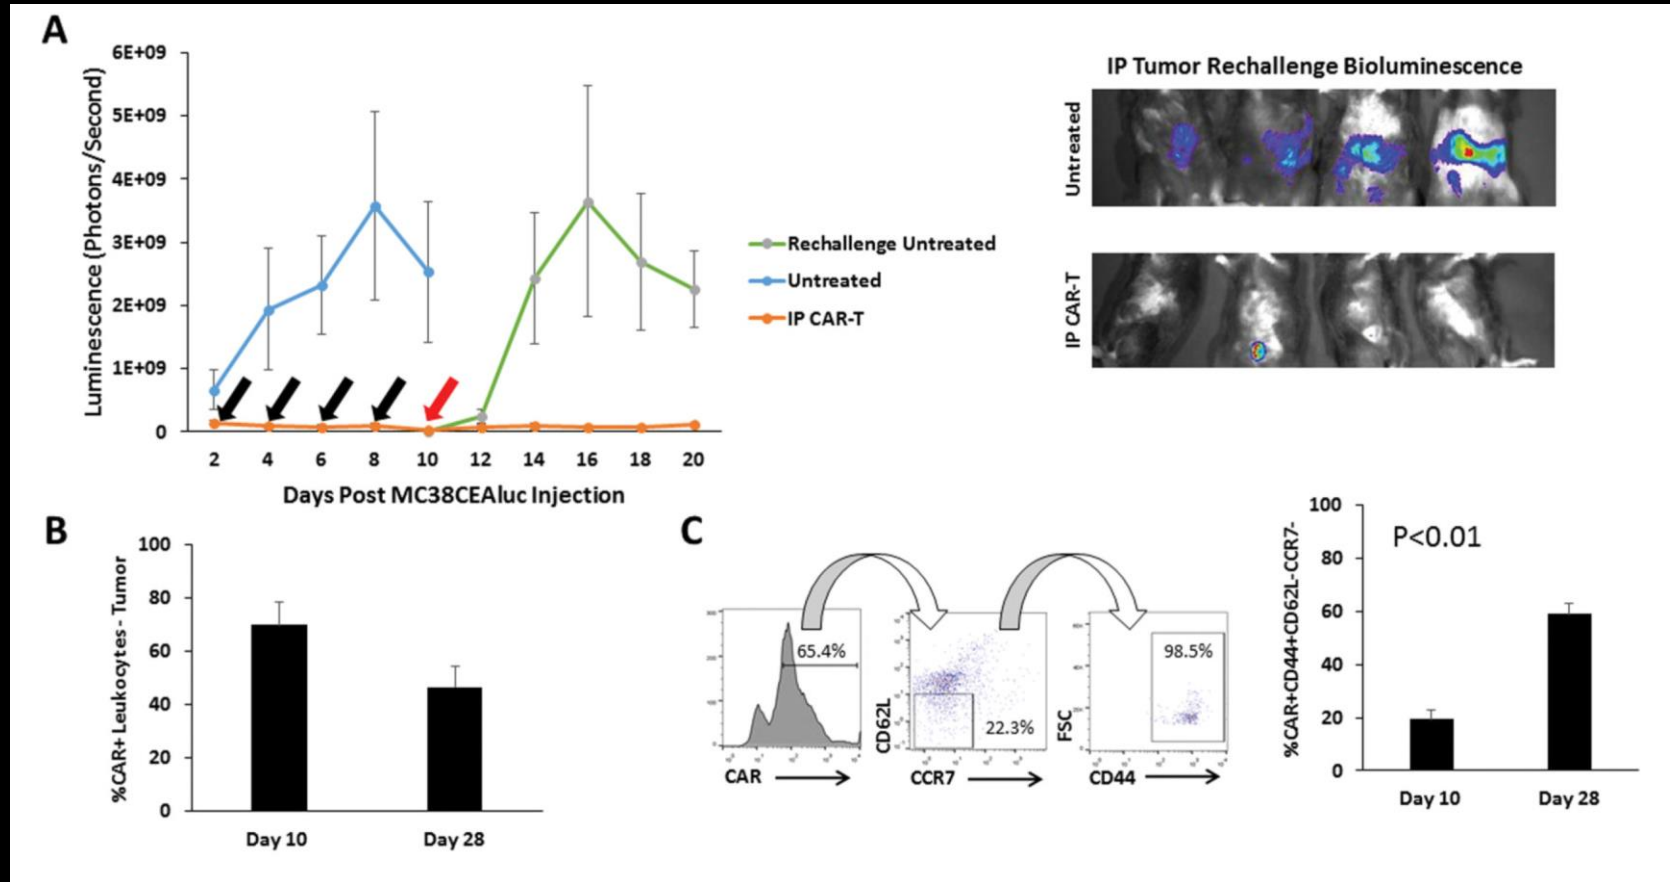 A
6E+09
5E+09
4E+09
3E+09
2E+09
1E+09
0
Luminescence (Photons/Second)
2 4 6 8 10 12 14 16 18 20
Days Post MC38CEAluc Injection
Rechallenge Untreated
Untreated
IP CAR-T
IP Tumor Rechallenge Bioluminescence
Untreated
IP CAR-T
B
%CAR+ Leukocytes - Tumor
100
80
60
40
20
0
Day 10 Day 28
C
65.4%
CAR
CD62L
22.3%
CCR7
FSC
98.5%
CD44
%CAR+CD44+CD62L-CCR7-
100
80
60
40
20
0
P<0.01
Day 10 Day 28